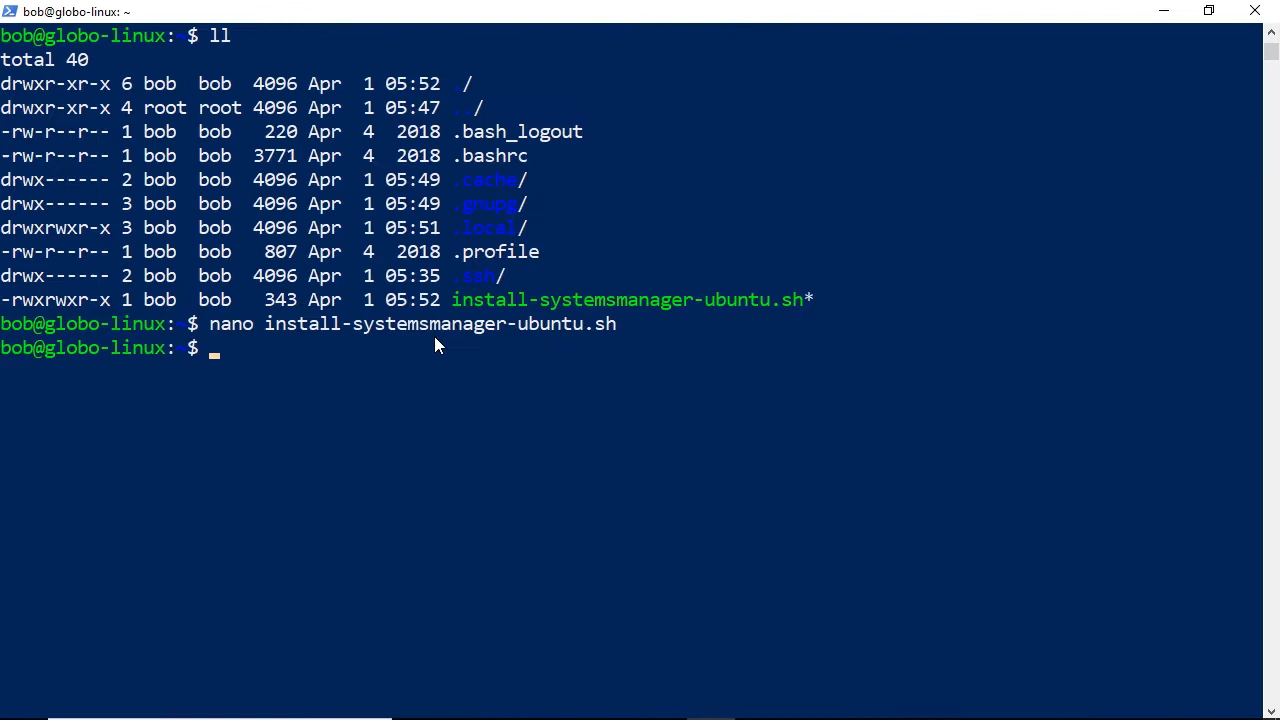 bob@globo-linux: ~
bob@globo-linux:~$ ll
total 40
drwxr-xr-x 6 bob  bob  4096 Apr  1 05:52 ./
drwxr-xr-x 4 root root 4096 Apr  1 05:47 ../
-rw-r--r-- 1 bob  bob   220 Apr  4  2018 .bash_logout
-rw-r--r-- 1 bob  bob  3771 Apr  4  2018 .bashrc
drwx------ 2 bob  bob  4096 Apr  1 05:49 .cache/
drwx------ 3 bob  bob  4096 Apr  1 05:49 .gnupg/
drwxrwxr-x 3 bob  bob  4096 Apr  1 05:51 .local/
-rw-r--r-- 1 bob  bob   807 Apr  4  2018 .profile
drwx------ 2 bob  bob  4096 Apr  1 05:35 .ssh/
-rwxrwxr-x 1 bob  bob   343 Apr  1 05:52 install-systemsmanager-ubuntu.sh*
bob@globo-linux:~$ nano install-systemsmanager-ubuntu.sh
bob@globo-linux:~$